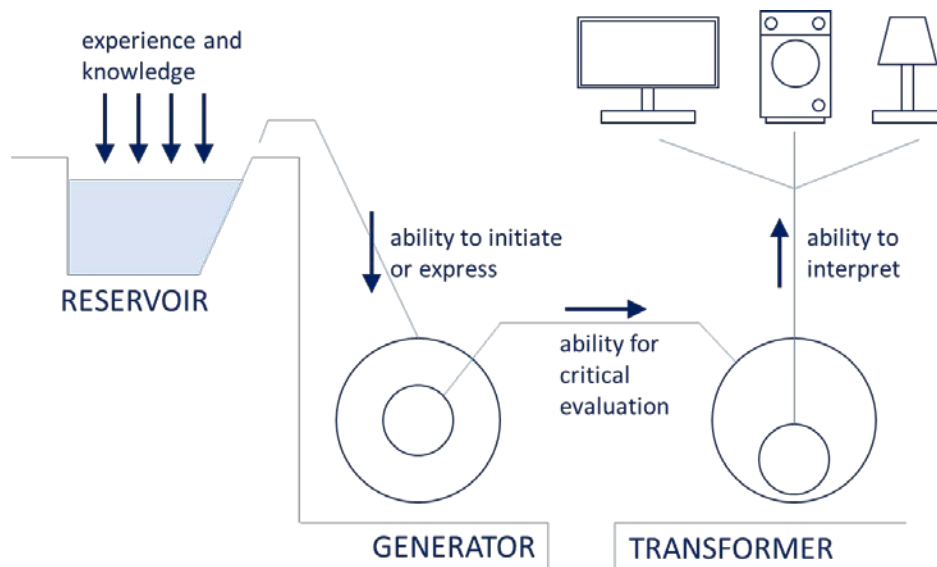 experience and
knowledge
RESERVOIR
ability to initiate
or express
ability for
critical
evaluation
ability to
interpret
GENERATOR
TRANSFORMER